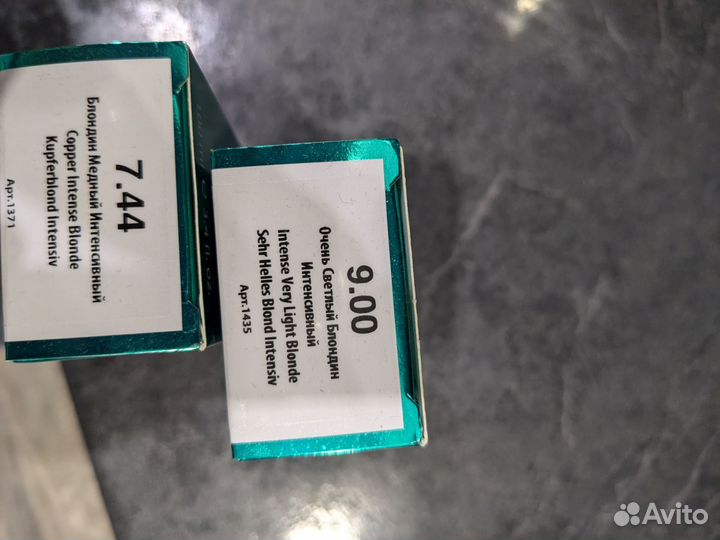 7.44
Блондин Медный Интенсивный
Copper Intense Blonde
Kupferblond Intensiv
Арт.1371
9.00
Очень Светлый Блондин
Интенсивный
Intense Very Light Blonde
Sehr Helles Blond Intensiv
Арт.1435
Avito